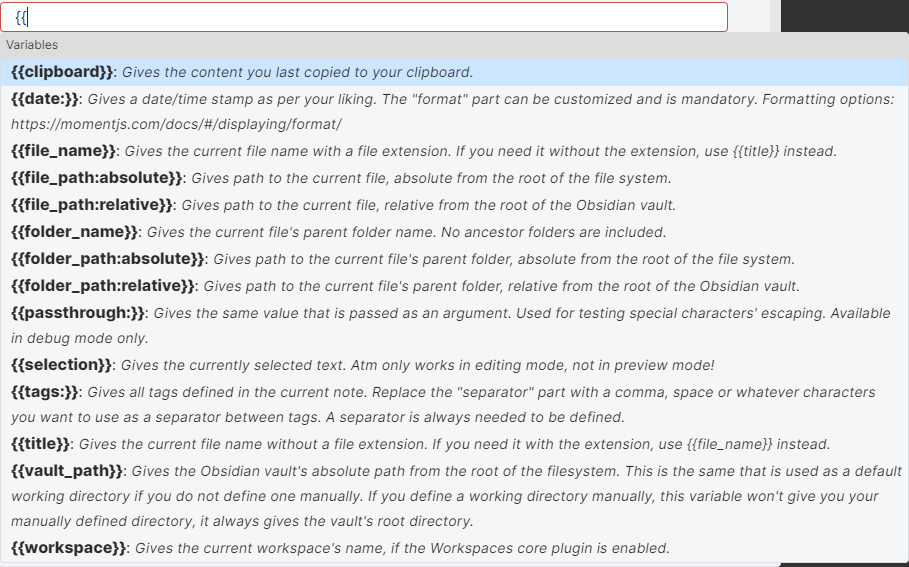 {{
Variables
{{clipboard}}: Gives the content you last copied to your clipboard.
{{date:}}: Gives a date/time stamp as per your liking. The "format" part can be customized and is mandatory. Formatting options:
https://momentjs.com/docs/#/displaying/format/
{{file_name}}: Gives the current file name with a file extension. If you need it without the extension, use {{title}} instead.
{{file_path:absolute}}: Gives path to the current file, absolute from the root of the file system.
{{file_path:relative}}: Gives path to the current file, relative from the root of the Obsidian vault.
{{folder_name}}: Gives the current file's parent folder name. No ancestor folders are included.
{{folder_path:absolute}}: Gives path to the current file's parent folder, absolute from the root of the file system.
{{folder_path:relative}}: Gives path to the current file's parent folder, relative from the root of the Obsidian vault.
{{passthrough:}}: Gives the same value that is passed as an argument. Used for testing special characters' escaping. Available
in debug mode only.
{{selection}}: Gives the currently selected text. Atm only works in editing mode, not in preview mode!
{{tags:}}: Gives all tags defined in the current note. Replace the "separator" part with a comma, space or whatever characters
you want to use as a separator between tags. A separator is always needed to be defined.
{{title}}: Gives the current file name without a file extension. If you need it with the extension, use {{file_name}} instead.
{{vault_path}}: Gives the Obsidian vault's absolute path from the root of the filesystem. This is the same that is used as a default
working directory if you do not define one manually. If you define a working directory manually, this variable won't give you your
manually defined directory, it always gives the vault's root directory.
{{workspace}}: Gives the current workspace's name, if the Workspaces core plugin is enabled.